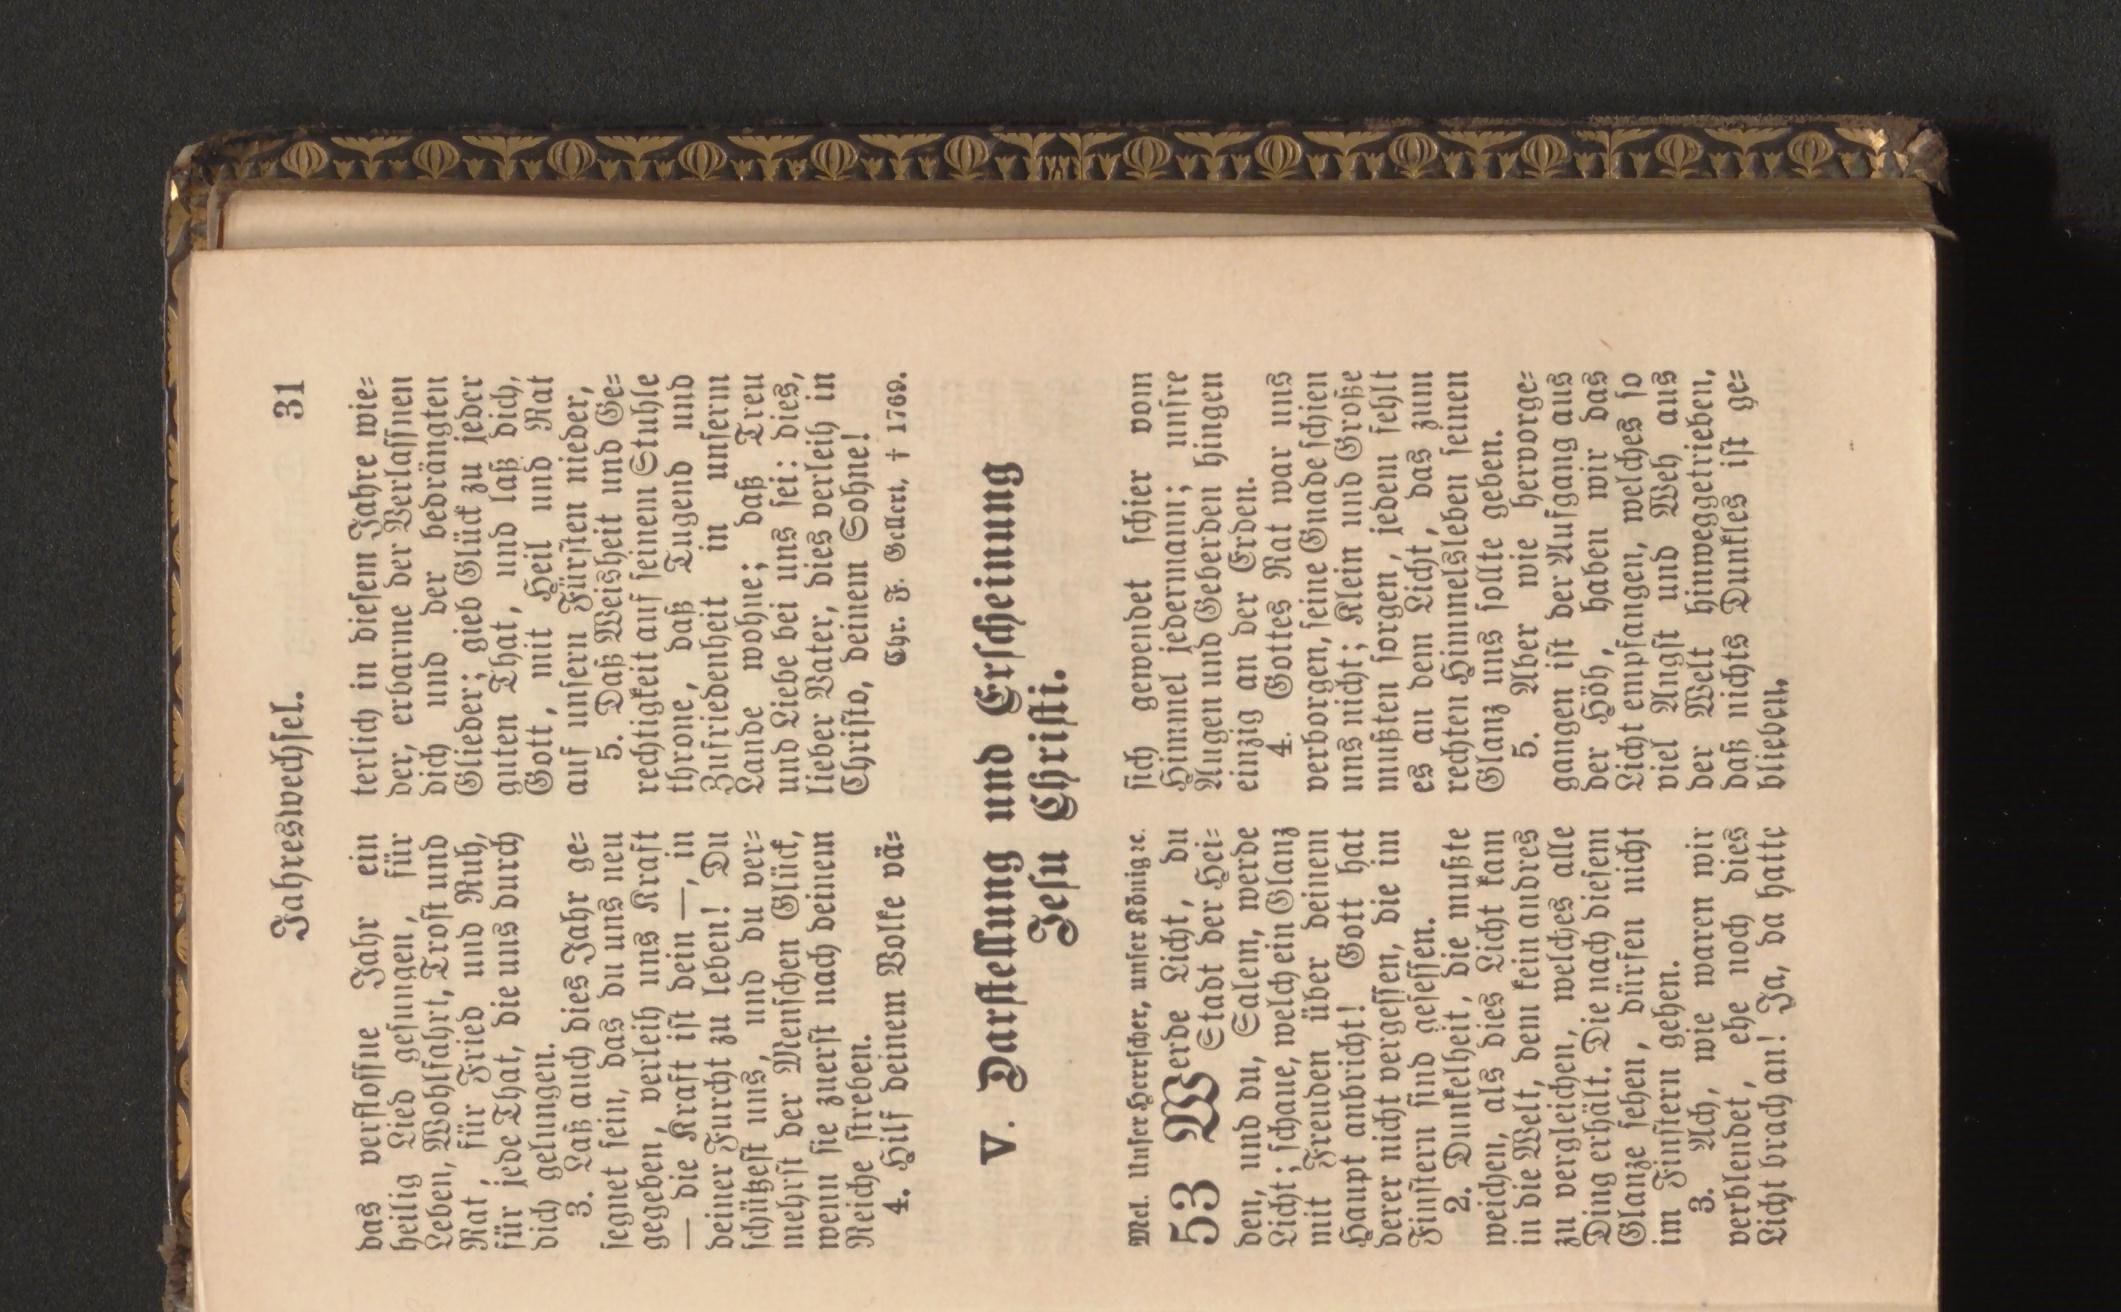 Jahreswechsel. 31
das verflossne Jahr ein
heilig Lied gesungen, für
Leben, Wohlfahrt, Trost und
Rat, für Fried und Ruh,
für jede That, die uns durch
dich gelungen.
3. Laß auch dies Jahr ge=
segnet sein, das du uns neu
gegeben, verleih uns Kraft
— die Kraft ist dein —, in
deiner Furcht zu leben! Du
schützest uns, und du ver=
mehrst der Menschen Glück,
wenn sie zuerst nach deinem
Reiche streben.
4. Hilf deinem Volke vä=
terlich in diesem Jahre wie=
der, erbarme der Verlassnen
dich und der bedrängten
Glieder; gieb Glück zu jeder
guten That, und laß dich,
Gott, mit Heil und Rat
auf unsern Fürsten nieder,
5. Daß Weisheit und Ge=
rechtigkeit auf seinem Stuhle
throne, daß Tugend und
Zufriedenheit in unserm
Lande wohne; daß Treu
und Liebe bei uns sei: dies,
lieber Vater, dies verleih in
Christo, deinem Sohne!
Chr. F. Gellert, † 1769.
V. Darstellung und Erscheinung
Jesu Christi.
Mel. Unser Herrscher, unser König ꝛc.
53 Werde Licht, du
Stadt der Hei=
den, und du, Salem, werde
Licht; schaue, welch ein Glanz
mit Freuden über deinem
Haupt anbricht! Gott hat
derer nicht vergessen, die im
Finstern sind gesessen.
2. Dunkelheit, die mußte
weichen, als dies Licht kam
in die Welt, dem kein andres
zu vergleichen, welches alle
Ding erhält. Die nach diesem
Glanze sehen, dürfen nicht
im Finstern gehen.
3. Ach, wie waren wir
verblendet, ehe noch dies
Licht brach an! Ja, da hatte
sich gewendet schier vom
Himmel jedermann; unsre
Augen und Geberden hingen
einzig an der Erden.
4. Gottes Rat war uns
verborgen, seine Gnade schien
uns nicht; Klein und Große
mußten sorgen, jedem fehlt
es an dem Licht, das zum
rechten Himmelsleben seinen
Glanz uns sollte geben.
5. Aber wie hervorge=
gangen ist der Aufgang aus
der Höh, haben wir das
Licht empfangen, welches so
viel Angst und Weh aus
der Welt hinweggetrieben,
daß nichts Dunkles ist ge=
blieben.